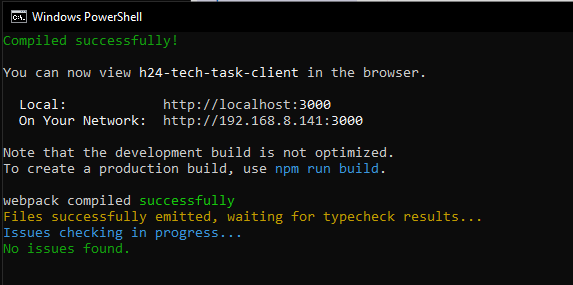 Windows PowerShell
Compiled successfully!
You can now view h24-tech-task-client in the browser.
Local: http://localhost:3000
On Your Network: http://192.168.8.141:3000
Note that the development build is not optimized.
To create a production build, use npm run build.
webpack compiled successfully
Files successfully emitted, waiting for typecheck results...
Issues checking in progress...
No issues found.